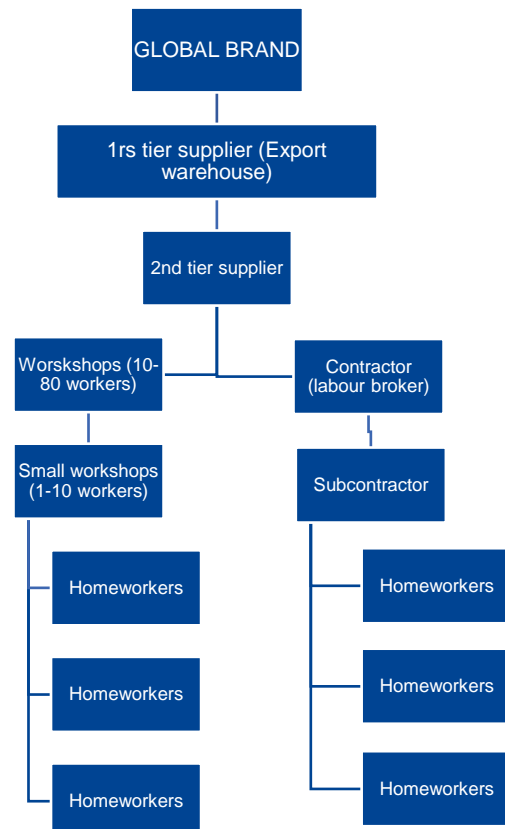 GLOBAL BRAND
1rs tier supplier (Export
warehouse)
2nd tier supplier
Worskshops (10-
80 workers)
Contractor
(labour broker)
Small workshops
(1-10 workers)
Subcontractor
Homeworkers
Homeworkers
Homeworkers
Homeworkers
Homeworkers
Homeworkers